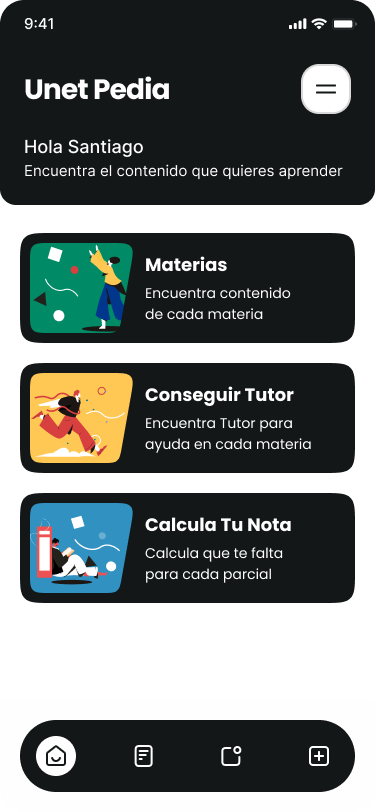 9:41
Unet Pedia
Hola Santiago
Encuentra el contenido que quieres aprender
Materias
Encuentra contenido
de cada materia
Conseguir Tutor
Encuentra Tutor para
ayuda en cada materia
Calcula Tu Nota
Calcula que te falta
para cada parcial